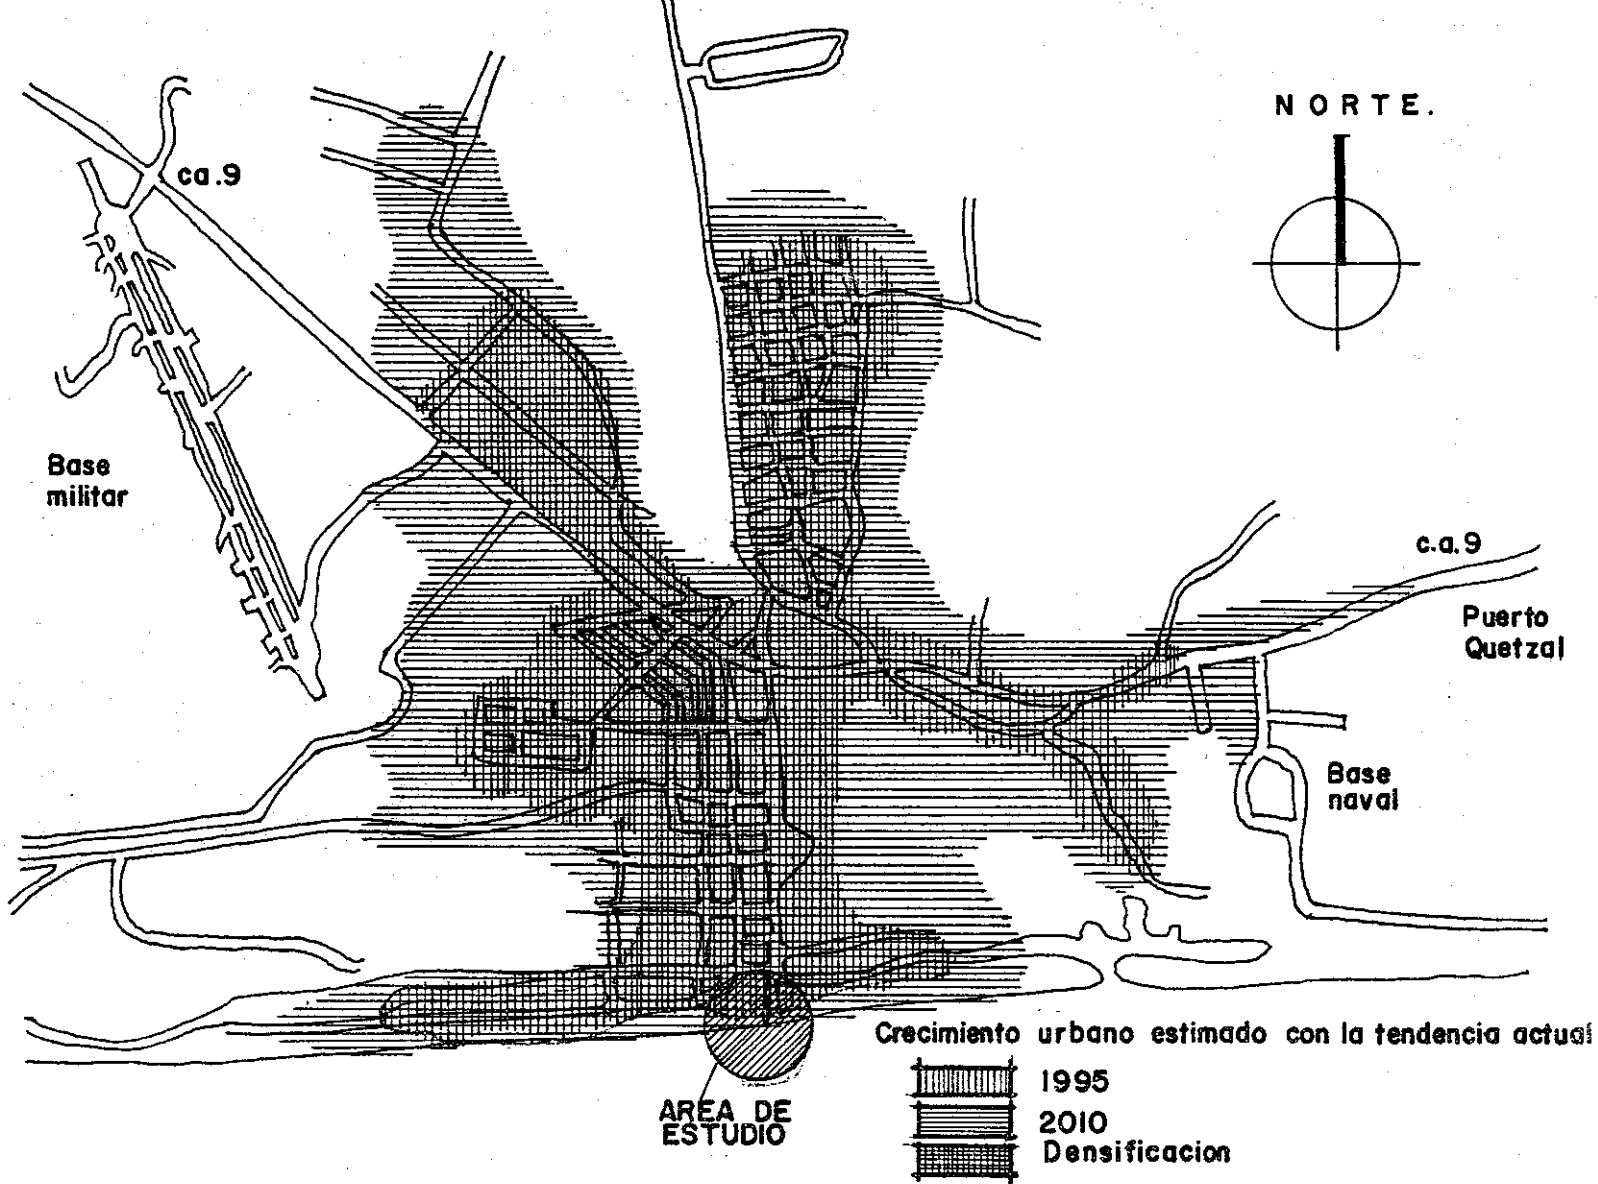 NORTE.
ca.9
Base
militar
c.a.9
Puerto
Quetzal
Base
naval
Crecimiento urbano estimado con la tendencia actual
1995
2010
Densificacion
AREA DE
ESTUDIO